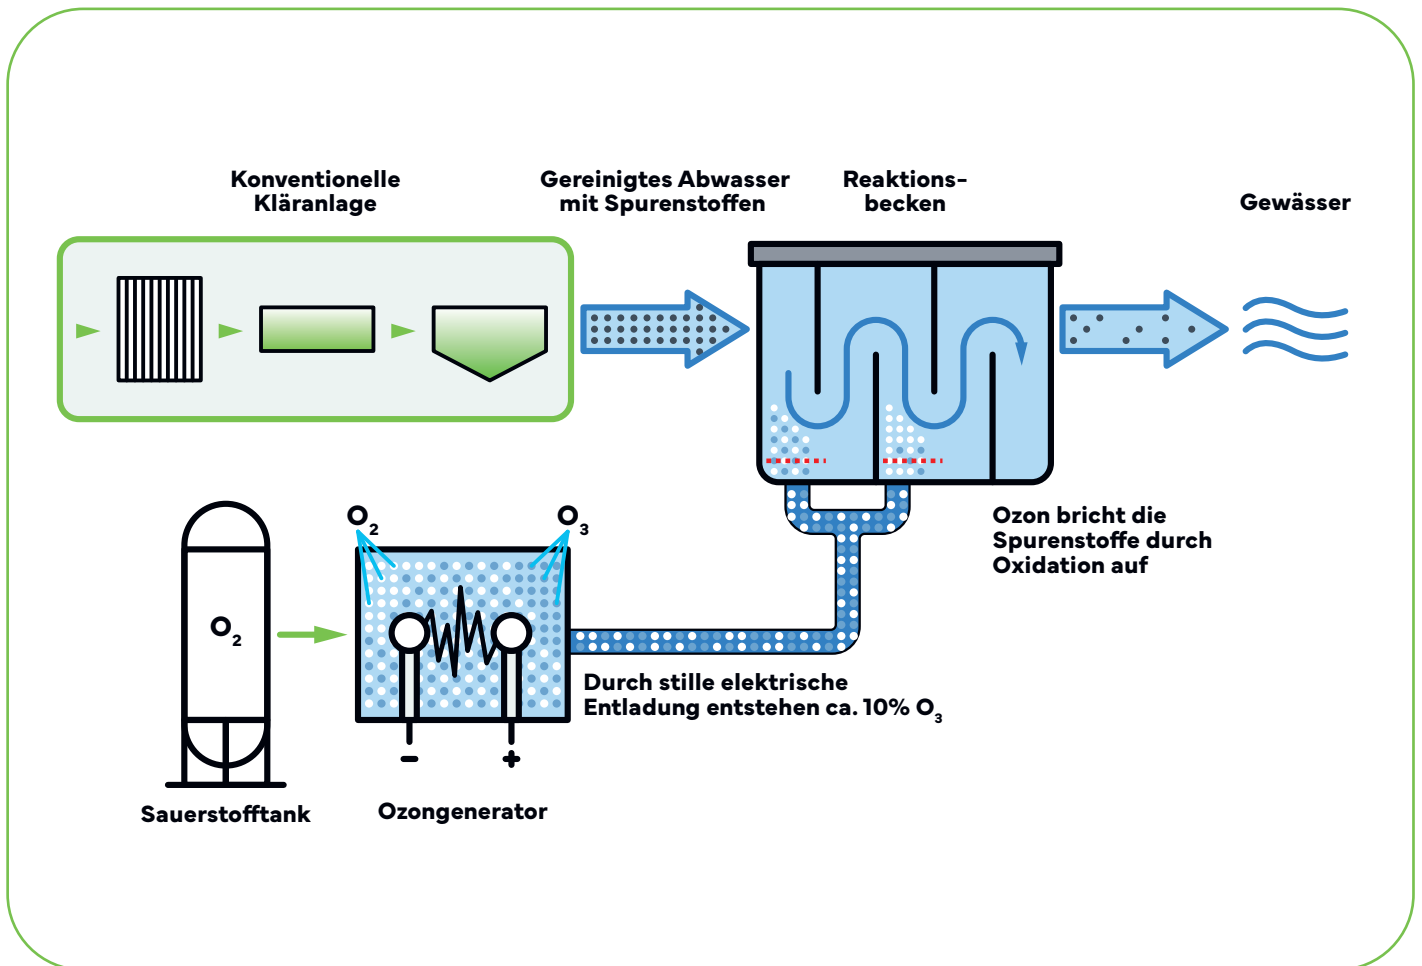 Konventionelle
Kläranlage
Gereinigtes Abwasser
mit Spurenstoffen
Reaktions-
becken
Gewässer
O₂
O₃
O₂
Ozon bricht die
Spurenstoffe durch
Oxidation auf
Durch stille elektrische
Entladung entstehen ca. 10% O₃
–
+
Sauerstofftank
Ozongenerator